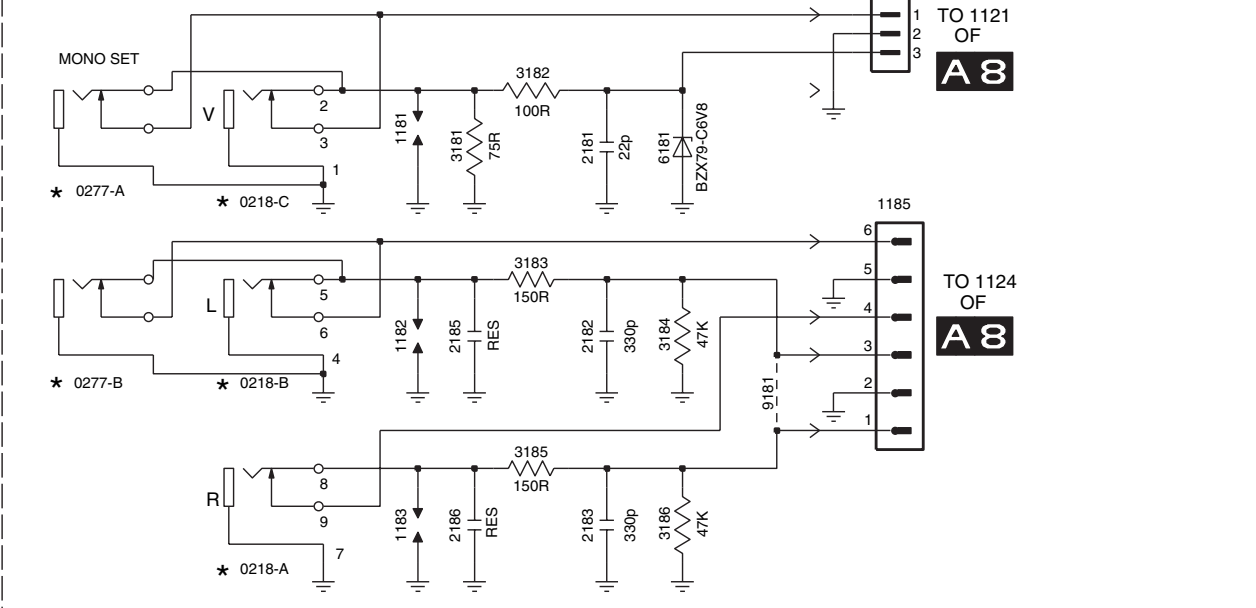 1
2
3
TO 1121
OF
A 8
MONO SET
V
2
3
1
* 0277-A
* 0218-C
1181
3181
75R
3182
100R
2181
22p
6181
BZX79-C6V8
1185
6
5
4
3
2
1
TO 1124
OF
A 8
L
5
6
4
* 0277-B
* 0218-B
1182
2185
RES
3183
150R
2182
330p
3184
47K
9181
R
8
9
7
* 0218-A
1183
2186
RES
3185
150R
2183
330p
3186
47K